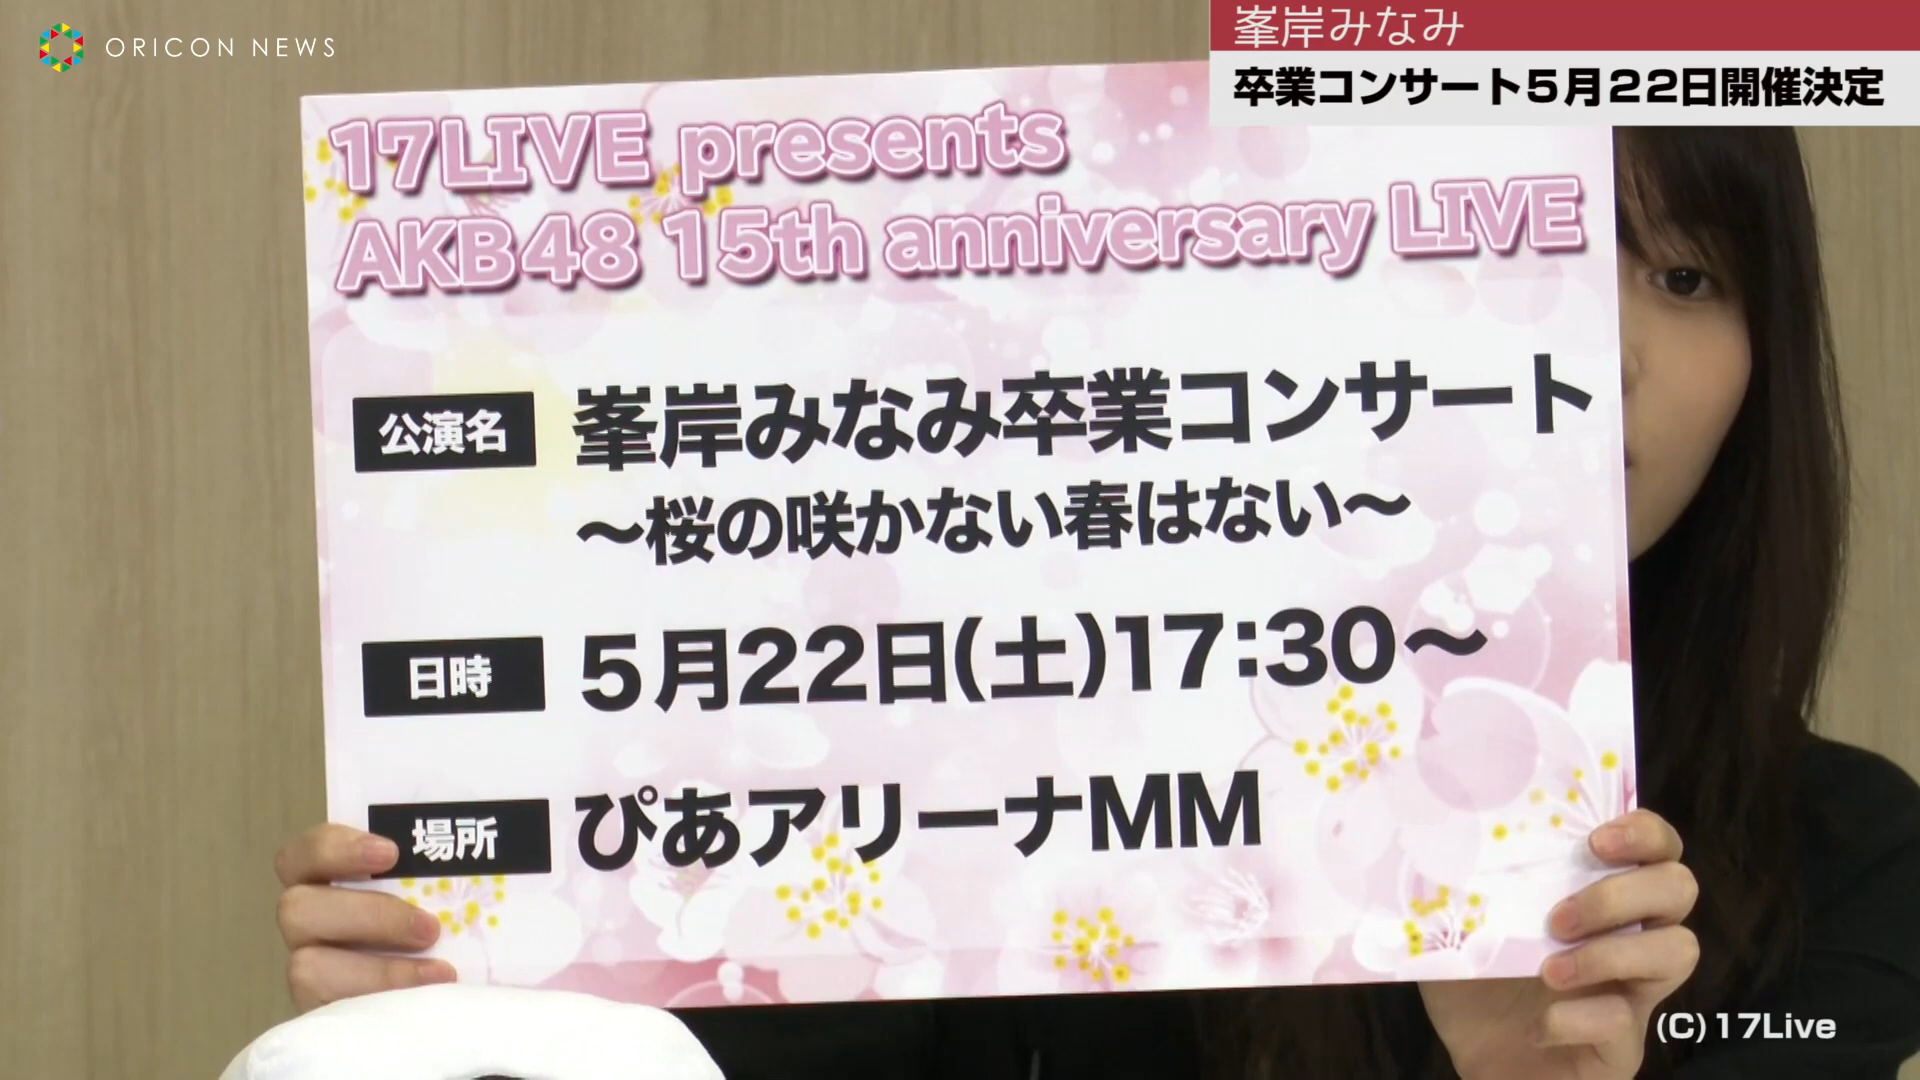 ORICON NEWS
峯岸みなみ
卒業コンサート5月22日開催決定
17LIVE presents
AKB48 15th anniversary LIVE
公演名 峯岸みなみ卒業コンサート
～桜の咲かない春はない～
日時 5月22日(土)17:30～
場所 ぴあアリーナMM
(C)17Live